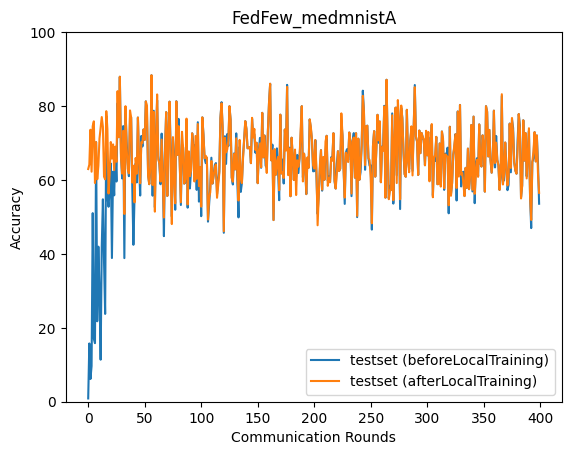 FedFew_medmnistA
100
80
60
40
20
0
Accuracy
testset (beforeLocalTraining)
testset (afterLocalTraining)
0 50 100 150 200 250 300 350 400
Communication Rounds